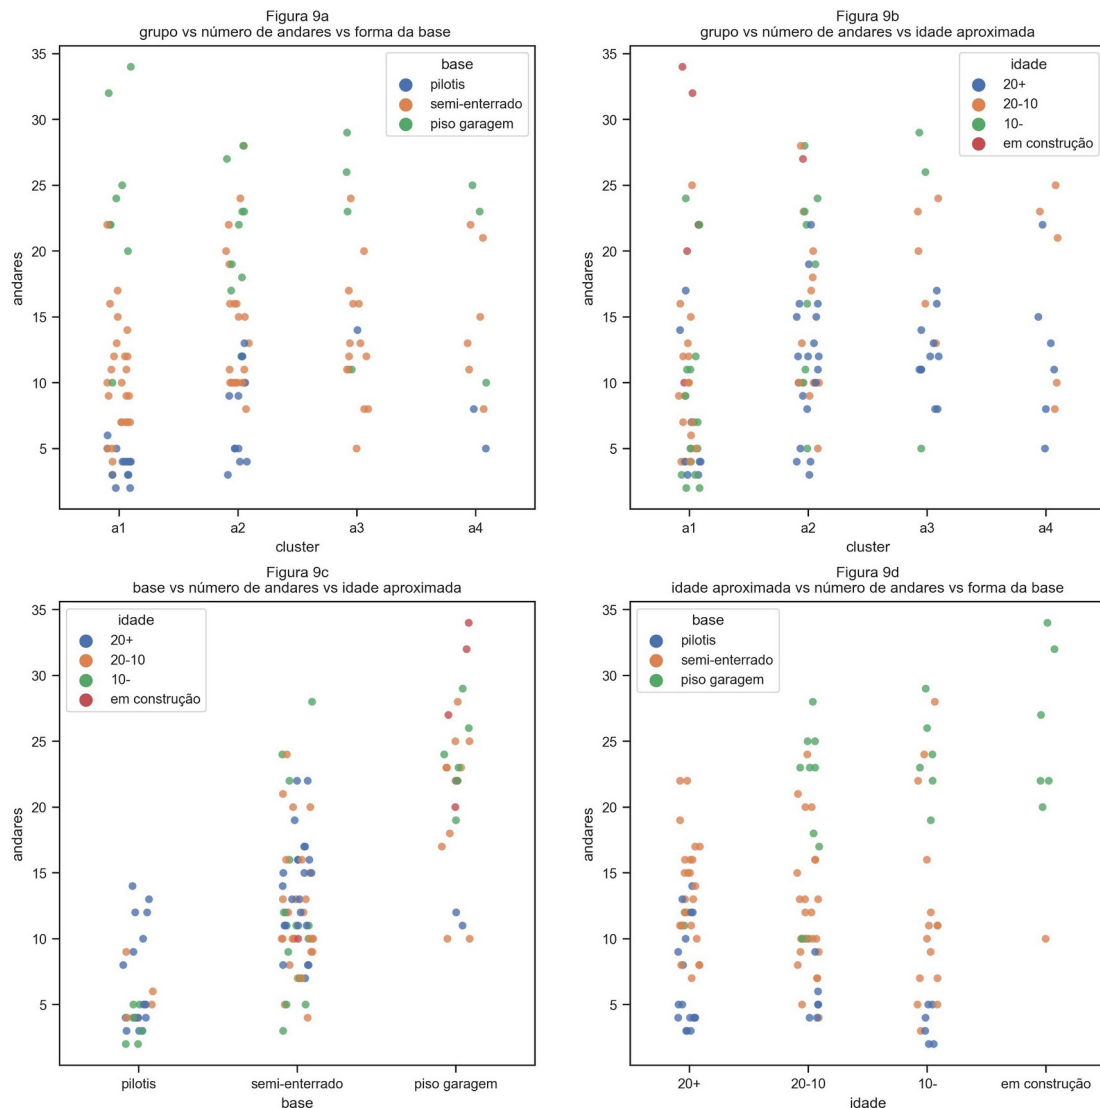 Figura 9a
grupo vs número de andares vs forma da base
35
30
25
20
15
10
5
andares
base
pilotis
semi-enterrado
piso garagem
a1 a2 a3 a4
cluster
Figura 9b
grupo vs número de andares vs idade aproximada
35
30
25
20
15
10
5
andares
idade
20+
20-10
10-
em construção
a1 a2 a3 a4
cluster
Figura 9c
base vs número de andares vs idade aproximada
35
30
25
20
15
10
5
andares
idade
20+
20-10
10-
em construção
pilotis semi-enterrado piso garagem
base
Figura 9d
idade aproximada vs número de andares vs forma da base
35
30
25
20
15
10
5
andares
base
pilotis
semi-enterrado
piso garagem
20+ 20-10 10- em construção
idade